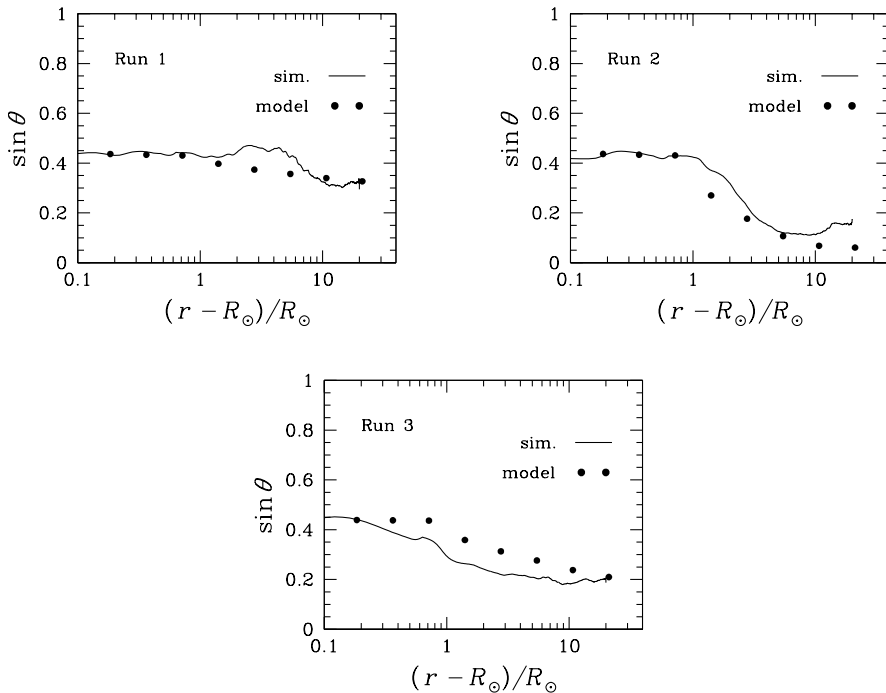 1
0.8
0.6
0.4
0.2
0
sin θ
Run 1
sim.
model
0.1
1
10
(r − R⊙)/R⊙
1
0.8
0.6
0.4
0.2
0
sin θ
Run 2
sim.
model
0.1
1
10
(r − R⊙)/R⊙
1
0.8
0.6
0.4
0.2
0
sin θ
Run 3
sim.
model
0.1
1
10
(r − R⊙)/R⊙